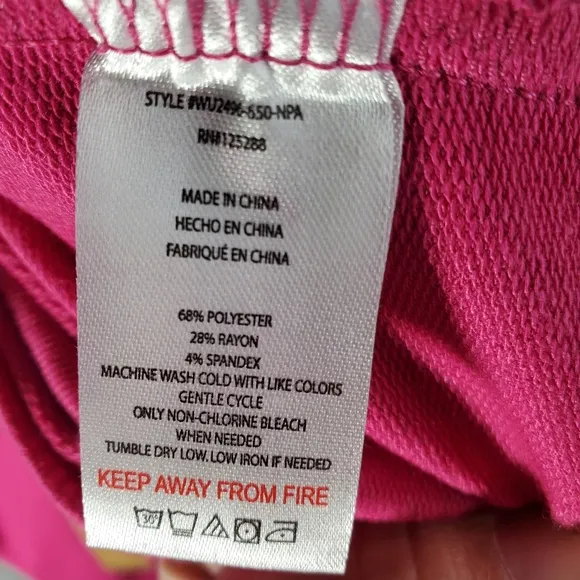 STYLE #WU2496-650-NPA
RN#125288
MADE IN CHINA
HECHO EN CHINA
FABRIQUÉ EN CHINA
68% POLYESTER
28% RAYON
4% SPANDEX
MACHINE WASH COLD WITH LIKE COLORS
GENTLE CYCLE
ONLY NON-CHLORINE BLEACH
WHEN NEEDED
TUMBLE DRY LOW. LOW IRON IF NEEDED
KEEP AWAY FROM FIRE
30°